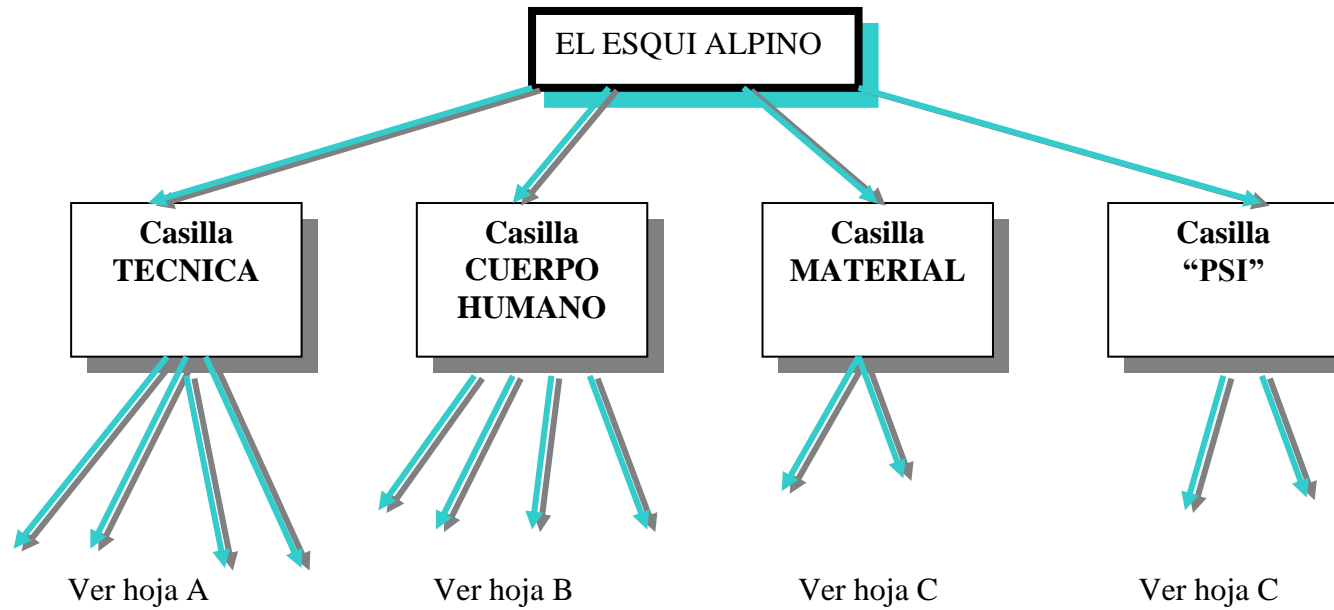 EL ESQUI ALPINO
Casilla
TECNICA
Casilla
CUERPO
HUMANO
Casilla
MATERIAL
Casilla
“PSI”
Ver hoja A
Ver hoja B
Ver hoja C
Ver hoja C